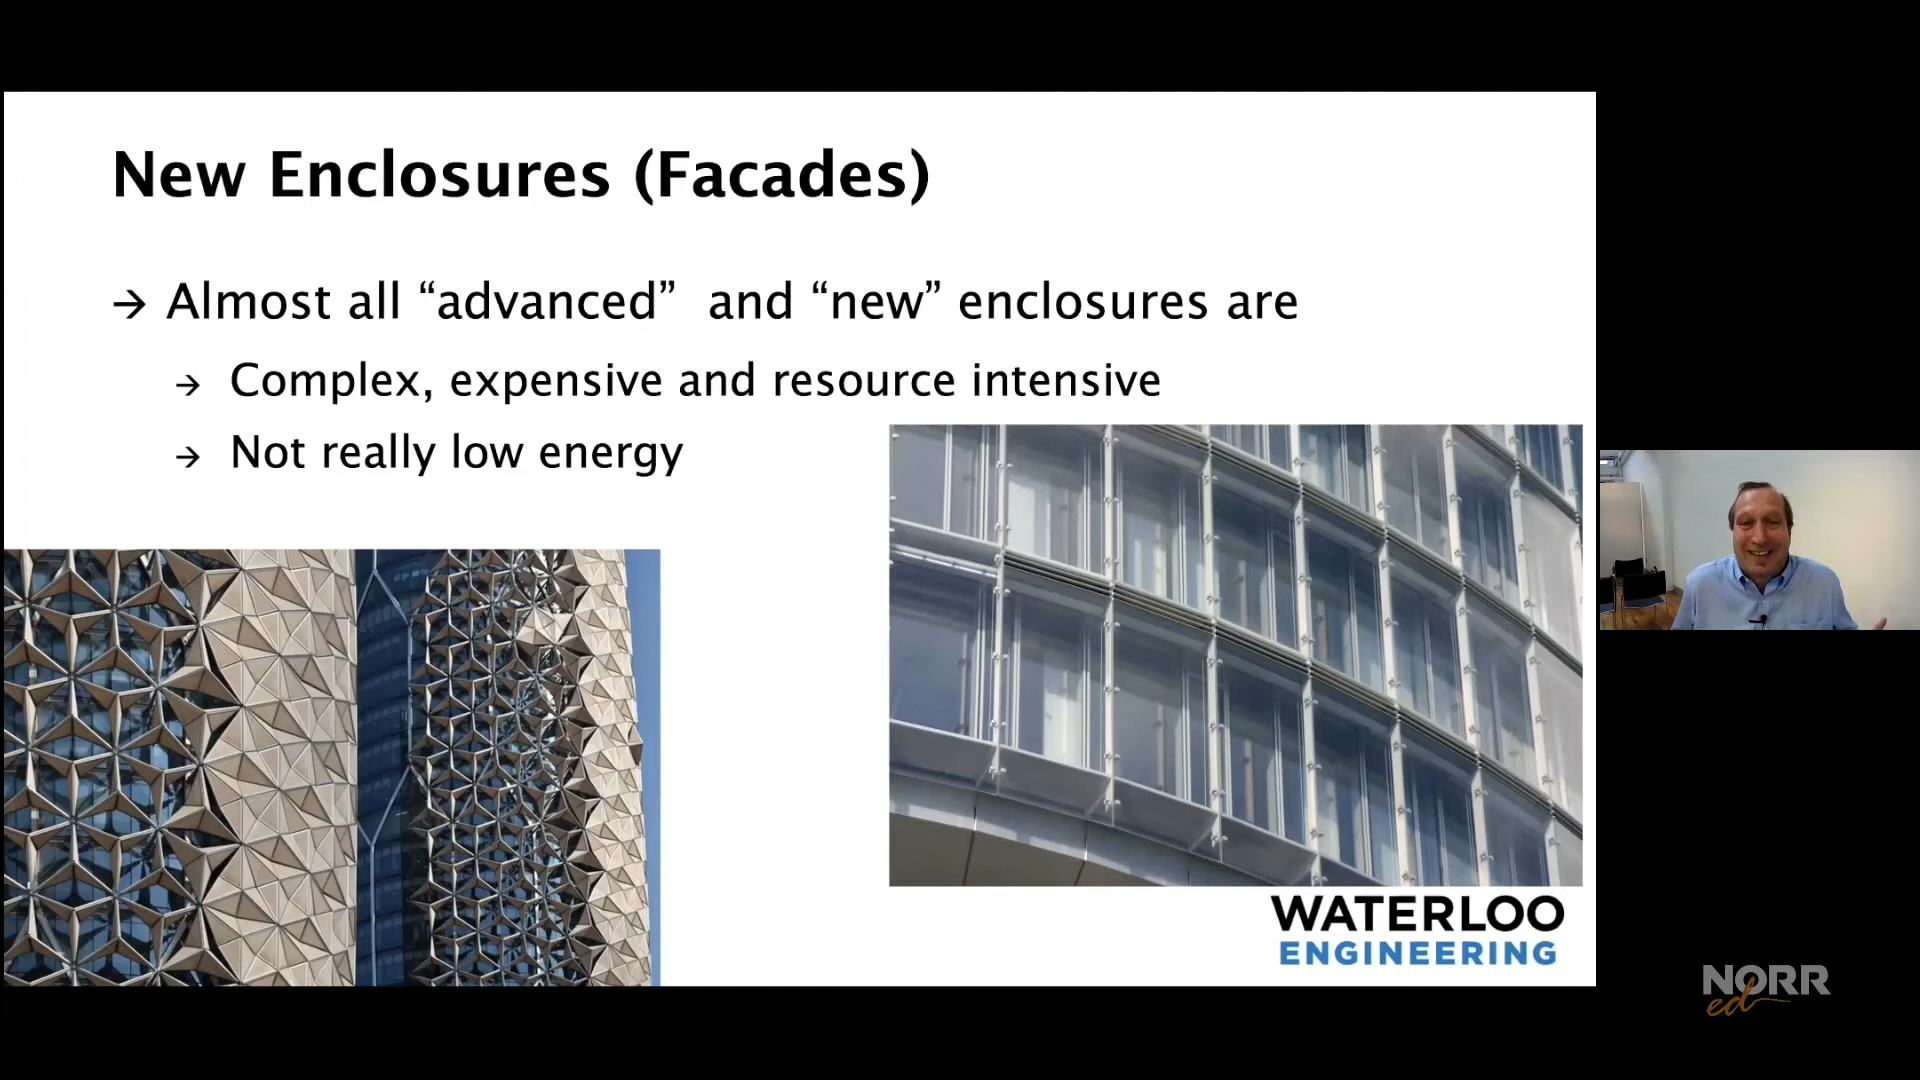 New Enclosures (Facades)
→ Almost all “advanced”  and “new” enclosures are
→ Complex, expensive and resource intensive
→ Not really low energy
WATERLOO
ENGINEERING
NORR
ed